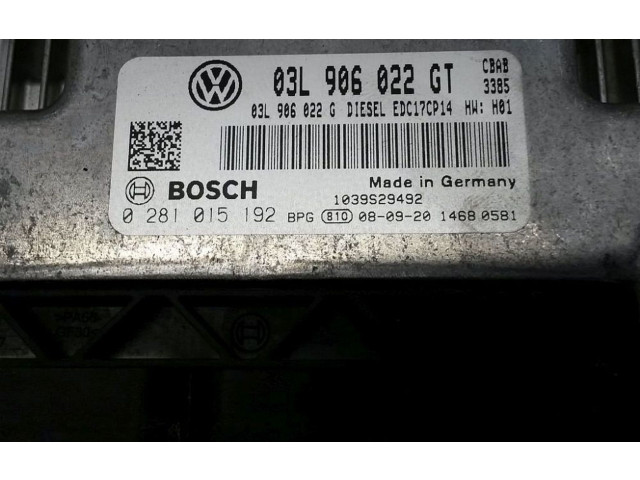 03L 906 022 GT CBAB
3385
03L 906 022 G DIESEL EDC17CP14 HW: H01
BOSCH
Made in Germany
1039S29492
0 281 015 192 BPG 810 08-09-20 1468 0581